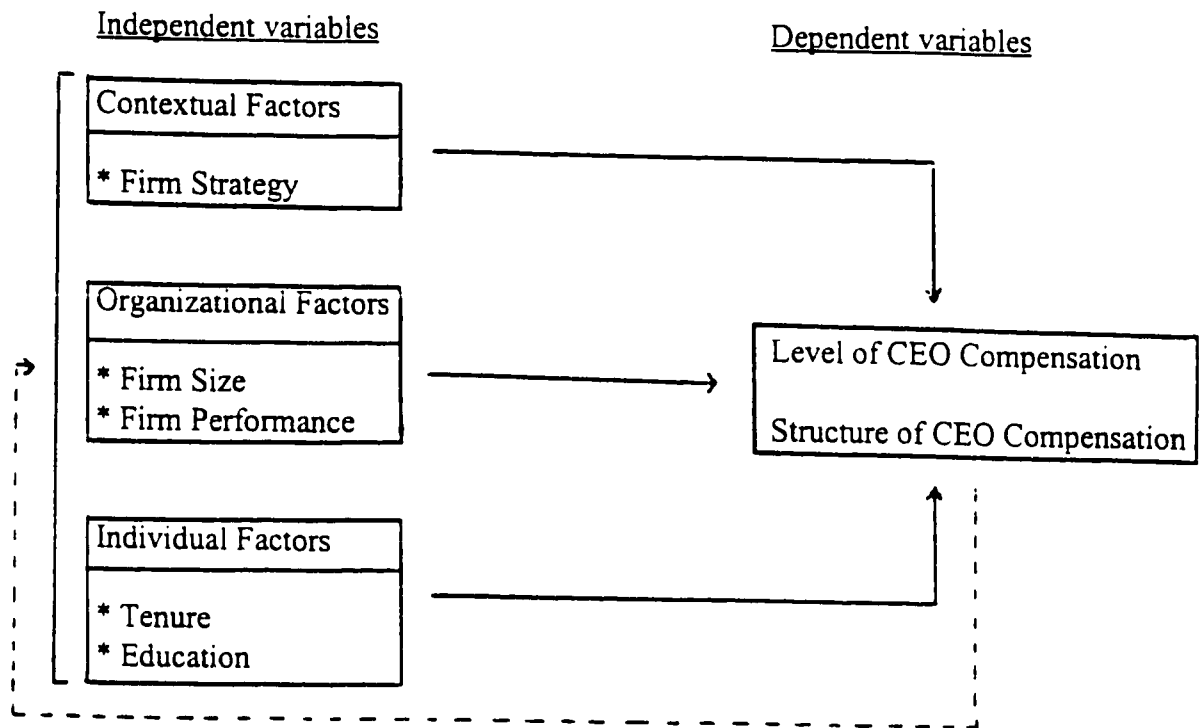 Independent variables
Dependent variables
Contextual Factors
* Firm Strategy
Organizational Factors
* Firm Size
* Firm Performance
Level of CEO Compensation
Structure of CEO Compensation
Individual Factors
* Tenure
* Education